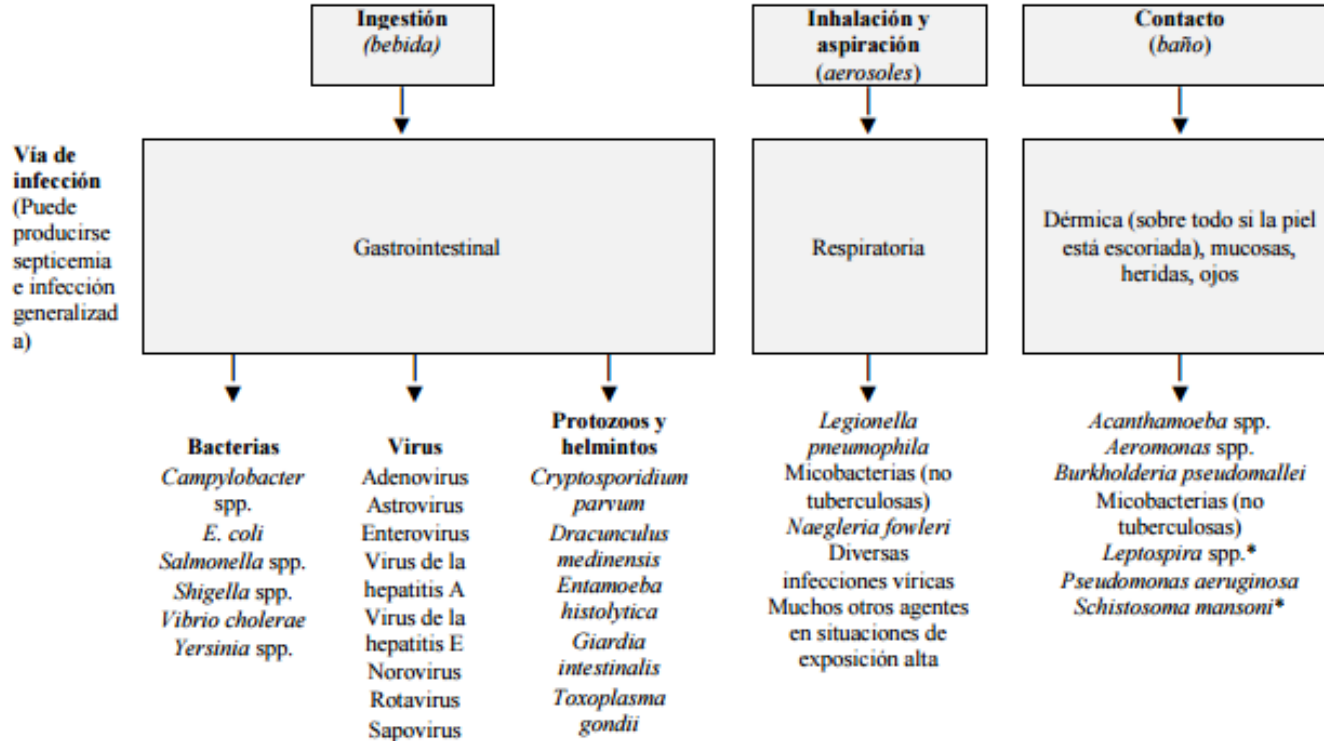 Ingestión
(bebida)
Inhalación y
aspiración
(aerosoles)
Contacto
(baño)
Vía de
infección
(Puede
producirse
septicemia
e infección
generalizad
a)
Gastrointestinal
Respiratoria
Dérmica (sobre todo si la piel
está escoriada), mucosas,
heridas, ojos
Bacterias
Campylobacter
spp.
E. coli
Salmonella spp.
Shigella spp.
Vibrio cholerae
Yersinia spp.
Virus
Adenovirus
Astrovirus
Enterovirus
Virus de la
hepatitis A
Virus de la
hepatitis E
Norovirus
Rotavirus
Sapovirus
Protozoos y
helmintos
Cryptosporidium
parvum
Dracunculus
medinensis
Entamoeba
histolytica
Giardia
intestinalis
Toxoplasma
gondii
Legionella
pneumophila
Micobacterias (no
tuberculosas)
Naegleria fowleri
Diversas
infecciones víricas
Muchos otros agentes
en situaciones de
exposición alta
Acanthamoeba spp.
Aeromonas spp.
Burkholderia pseudomallei
Micobacterias (no
tuberculosas)
Leptospira spp.*
Pseudomonas aeruginosa
Schistosoma mansoni*